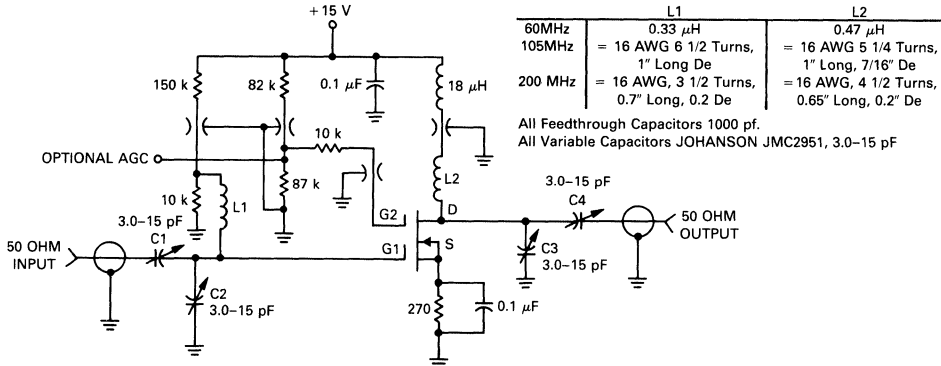 +15 V
L1 L2
60MHz 0.33 μH 0.47 μH
105MHz = 16 AWG 6 1/2 Turns, = 16 AWG 5 1/4 Turns,
1" Long De 1" Long, 7/16" De
200 MHz = 16 AWG, 3 1/2 Turns, =16 AWG, 4 1/2 Turns,
0.7" Long, 0.2 De 0.65" Long, 0.2" De
All Feedthrough Capacitors 1000 pf.
All Variable Capacitors JOHANSON JMC2951, 3.0-15 pF
150 k
82 k
0.1 μF
18 μH
10 k
OPTIONAL AGC
87 k
L2
10 k
L1
G2
D
3.0-15 pF
C4
3.0-15 pF
C1
50 OHM
INPUT
G1
S
50 OHM
OUTPUT
C3
3.0-15 pF
C2
3.0-15 pF
270
0.1 μF